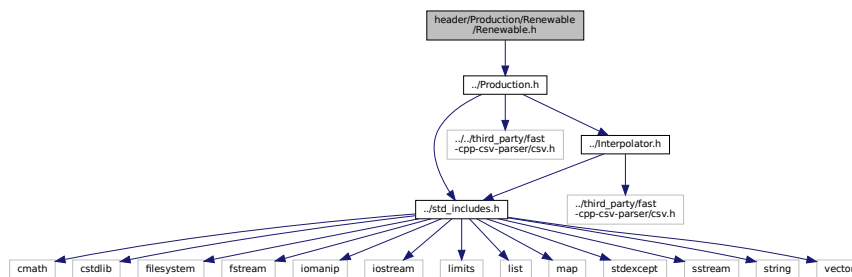 header/Production/Renewable
/Renewable.h
../Production.h
../../third_party/fast
-cpp-csv-parser/csv.h
../Interpolator.h
../third_party/fast
-cpp-csv-parser/csv.h
../std_includes.h
cmath
cstdlib
filesystem
fstream
iomanip
iostream
limits
list
map
stdexcept
sstream
string
vector